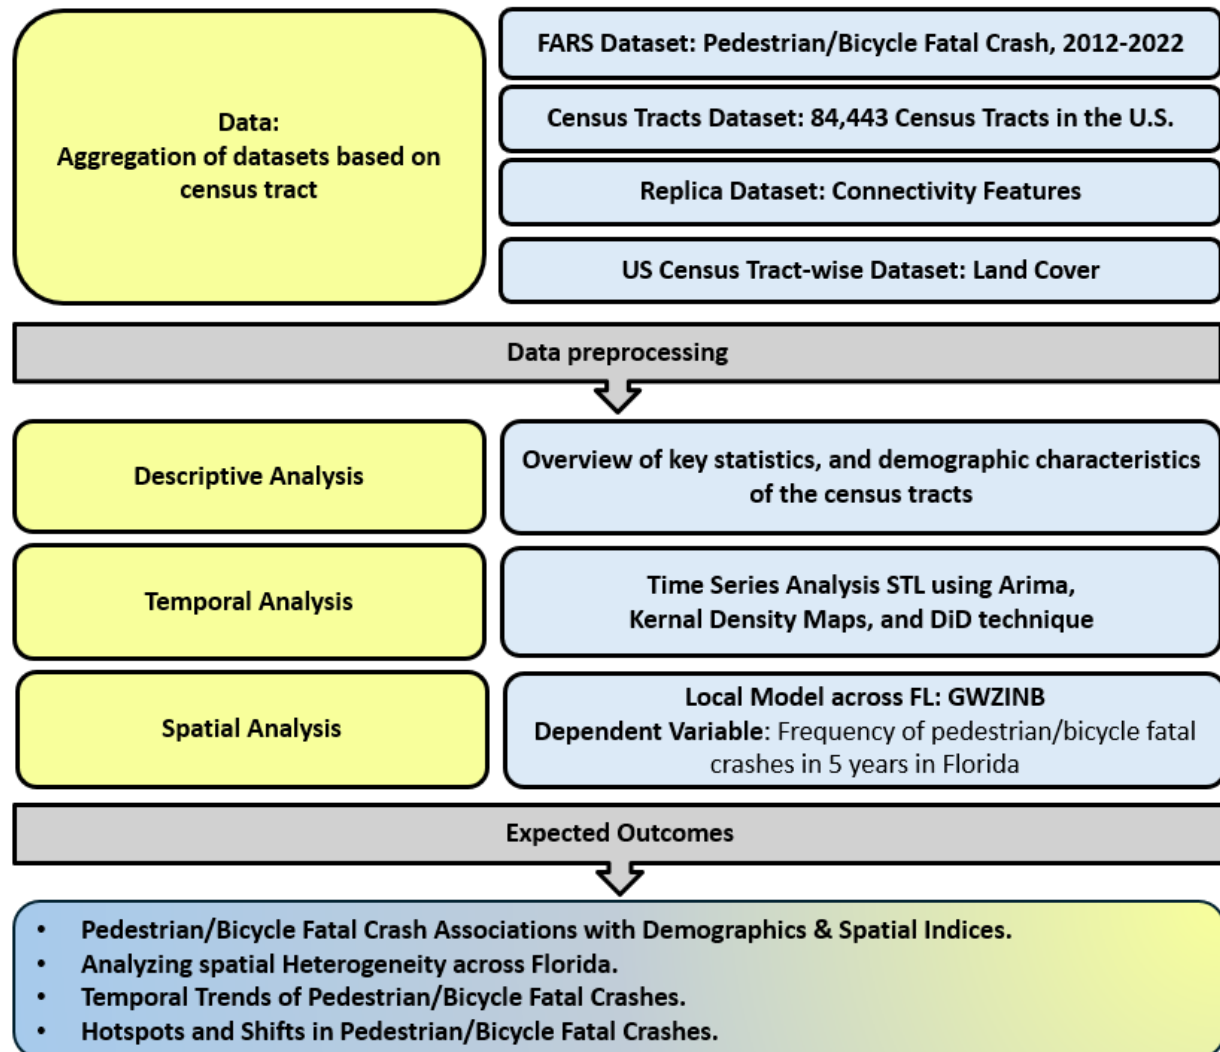 Data:
Aggregation of datasets based on
census tract
FARS Dataset: Pedestrian/Bicycle Fatal Crash, 2012-2022
Census Tracts Dataset: 84,443 Census Tracts in the U.S.
Replica Dataset: Connectivity Features
US Census Tract-wise Dataset: Land Cover
Data preprocessing
Descriptive Analysis
Overview of key statistics, and demographic characteristics
of the census tracts
Temporal Analysis
Time Series Analysis STL using Arima,
Kernal Density Maps, and DiD technique
Spatial Analysis
Local Model across FL: GWZINB
Dependent Variable: Frequency of pedestrian/bicycle fatal
crashes in 5 years in Florida
Expected Outcomes
• Pedestrian/Bicycle Fatal Crash Associations with Demographics & Spatial Indices.
• Analyzing spatial Heterogeneity across Florida.
• Temporal Trends of Pedestrian/Bicycle Fatal Crashes.
• Hotspots and Shifts in Pedestrian/Bicycle Fatal Crashes.